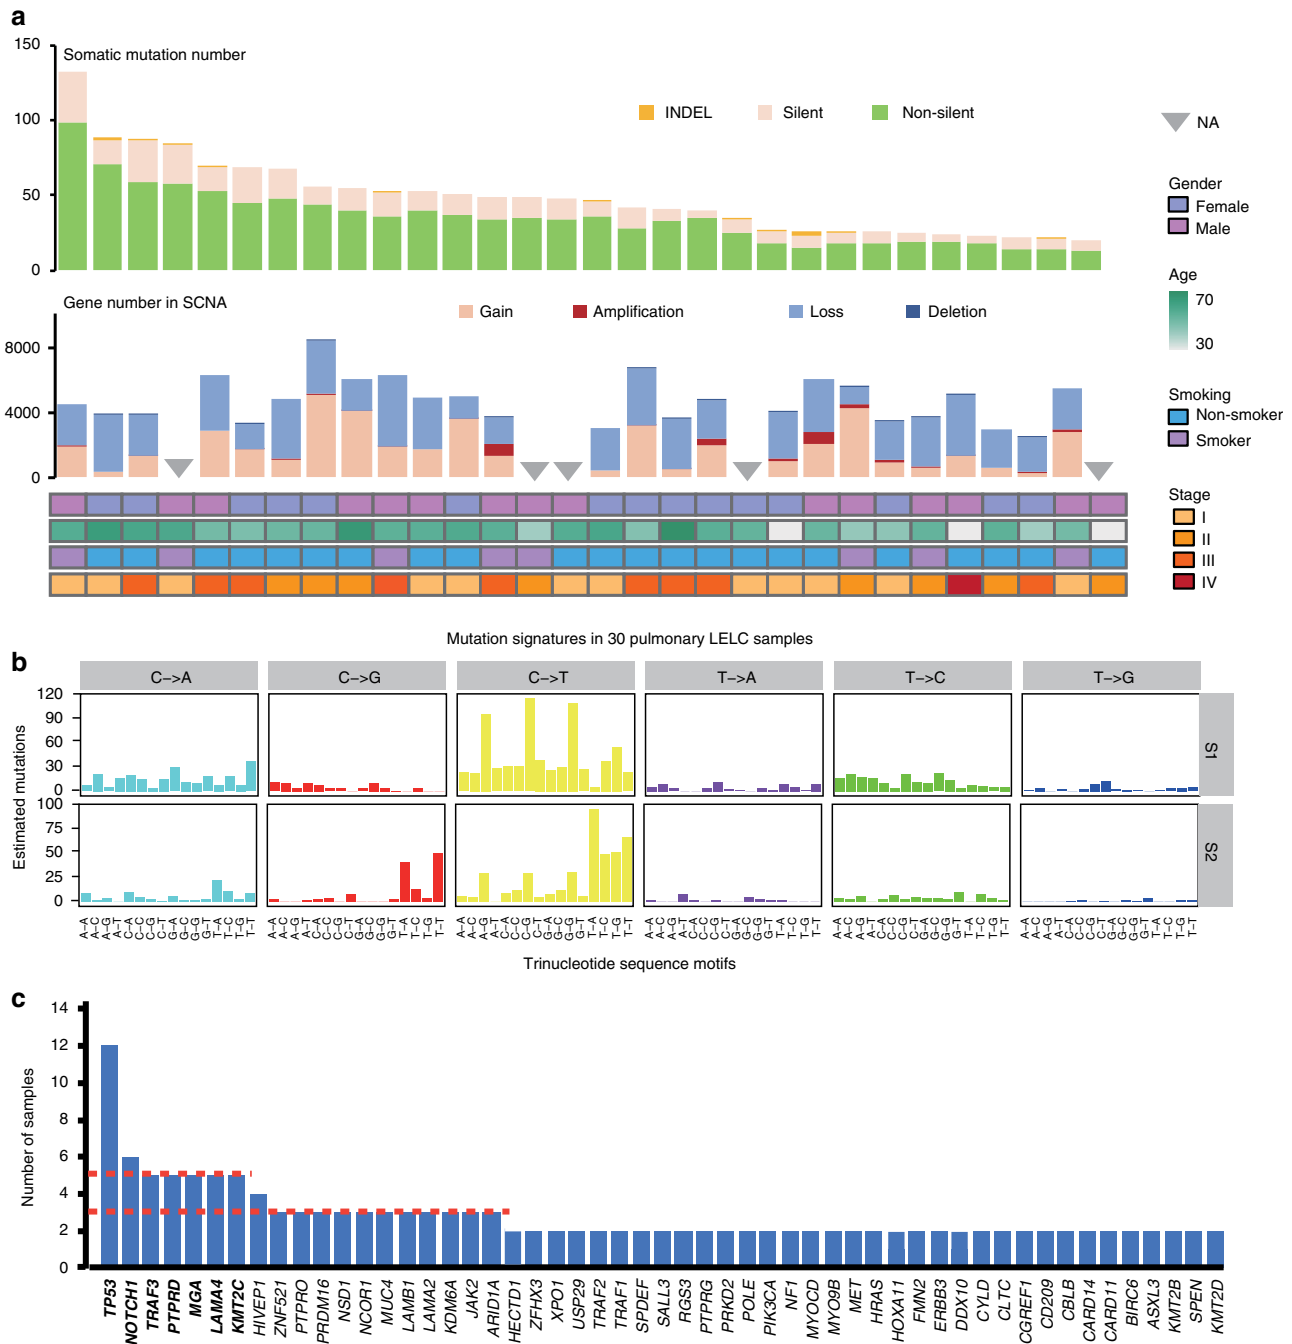 a
Somatic mutation number
150
100
50
0
INDEL
Silent
Non-silent
NA
Gender
Female
Male
Age
70
30
Smoking
Non-smoker
Smoker
Stage
I
II
III
IV
Gene number in SCNA
Gain
Amplification
Loss
Deletion
8000
4000
0
Mutation signatures in 30 pulmonary LELC samples
b
C->A
C->G
C->T
T->A
T->C
T->G
Estimated mutations
120
90
60
30
0
S1
100
75
50
25
0
S2
A-A A-C A-G A-T C-A C-C C-G C-T G-A G-C G-G G-T T-A T-C T-G T-T
A-A A-C A-G A-T C-A C-C C-G C-T G-A G-C G-G G-T T-A T-C T-G T-T
A-A A-C A-G A-T C-A C-C C-G C-T G-A G-C G-G G-T T-A T-C T-G T-T
A-A A-C A-G A-T C-A C-C C-G C-T G-A G-C G-G G-T T-A T-C T-G T-T
A-A A-C A-G A-T C-A C-C C-G C-T G-A G-C G-G G-T T-A T-C T-G T-T
A-A A-C A-G A-T C-A C-C C-G C-T G-A G-C G-G G-T T-A T-C T-G T-T
Trinucleotide sequence motifs
c
Number of samples
14
12
10
8
6
4
2
0
TP53
NOTCH1
TRAF3
PTPRD
MGA
LAMA4
KMT2C
HIVEP1
ZNF521
PTPRO
PRDM16
NSD1
NCOR1
MUC4
LAMB1
LAMA2
KDM6A
JAK2
ARID1A
HECTD1
ZFHX3
XPO1
USP29
TRAF2
TRAF1
SPDEF
SALL3
RGS3
PTPRG
PRKD2
POLE
PIK3CA
NF1
MYOCD
MYO9B
MET
HRAS
HOXA11
FMN2
ERBB3
DDX10
CYLD
CLTC
CGREF1
CD209
CBLB
CARD14
CARD11
BIRC6
ASXL3
KMT2B
SPEN
KMT2D